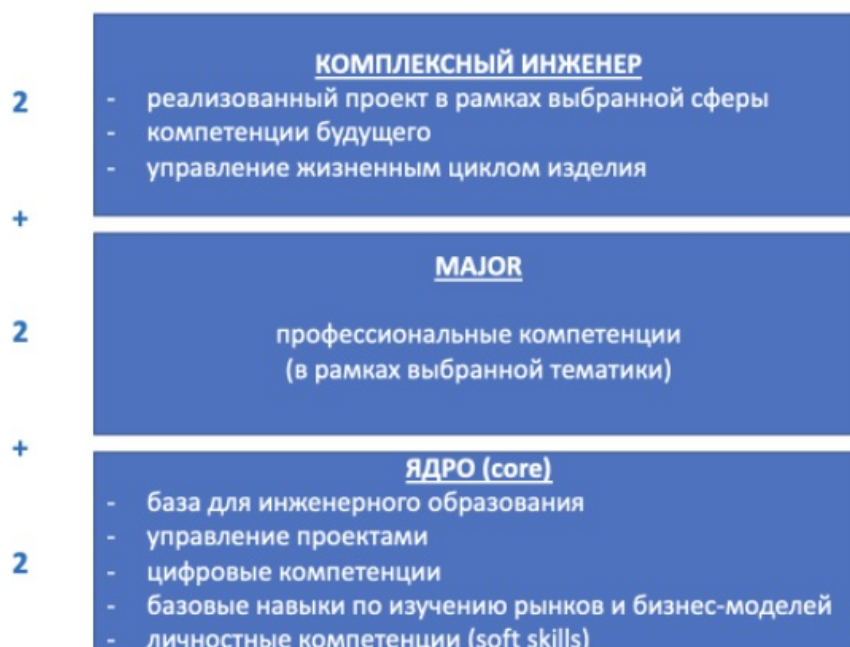 2
КОМПЛЕКСНЫЙ ИНЖЕНЕР
- реализованный проект в рамках выбранной сферы
- компетенции будущего
- управление жизненным циклом изделия
+
2
MAJOR
профессиональные компетенции
(в рамках выбранной тематики)
+
2
ЯДРО (core)
- база для инженерного образования
- управление проектами
- цифровые компетенции
- базовые навыки по изучению рынков и бизнес-моделей
- личностные компетенции (soft skills)